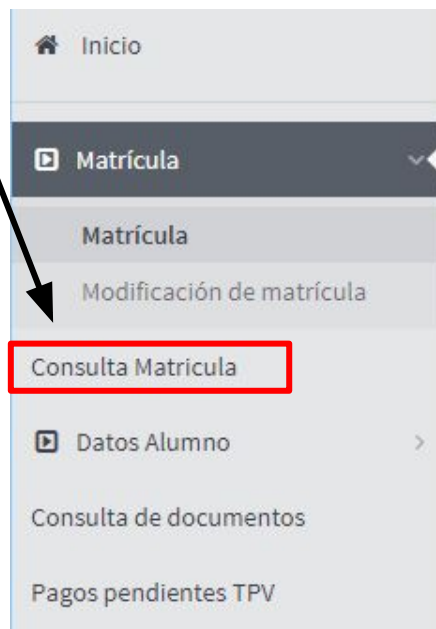 Inicio
Matrícula
Matrícula
Modificación de matrícula
Consulta Matricula
Datos Alumno
Consulta de documentos
Pagos pendientes TPV